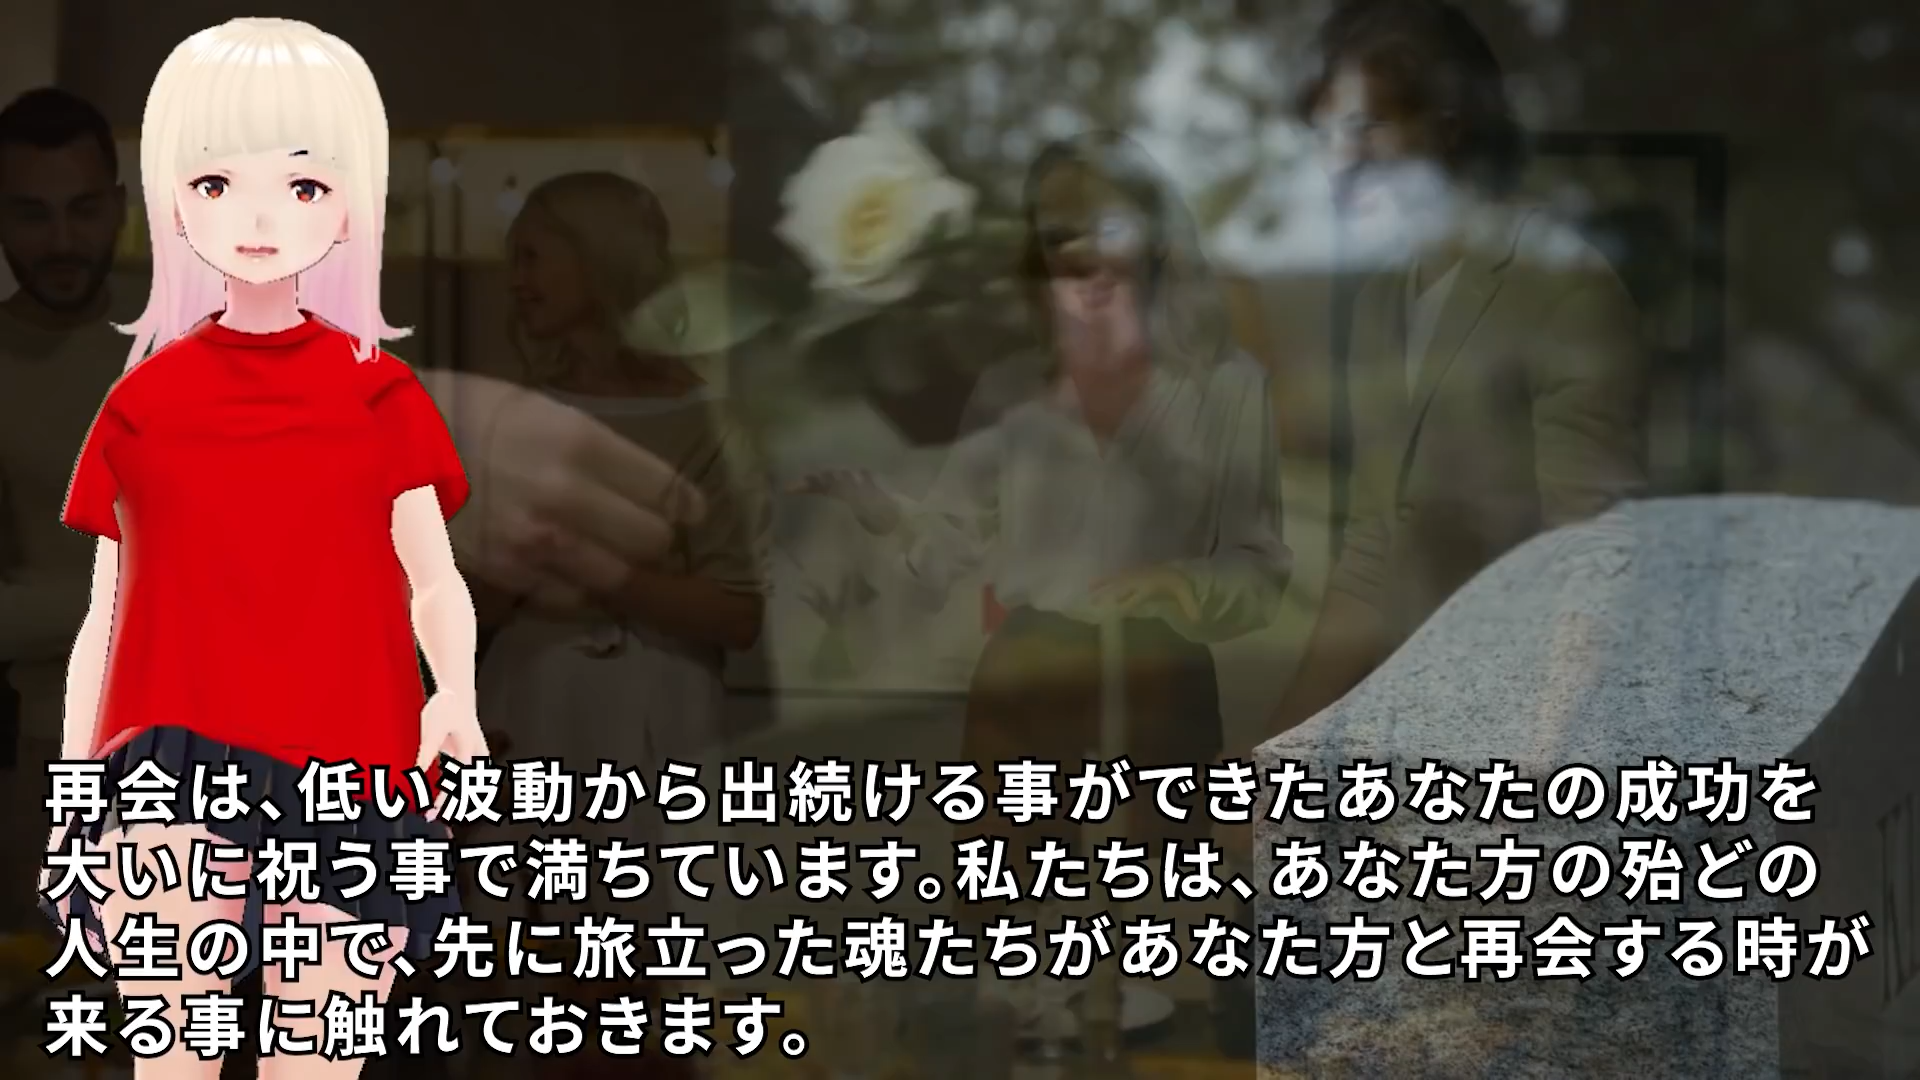 再会は、低い波動から出続ける事ができたあなたの成功を
大いに祝う事で満ちています。私たちは、あなた方の殆どの
人生の中で、先に旅立った魂たちがあなた方と再会する時が
来る事に触れておきます。